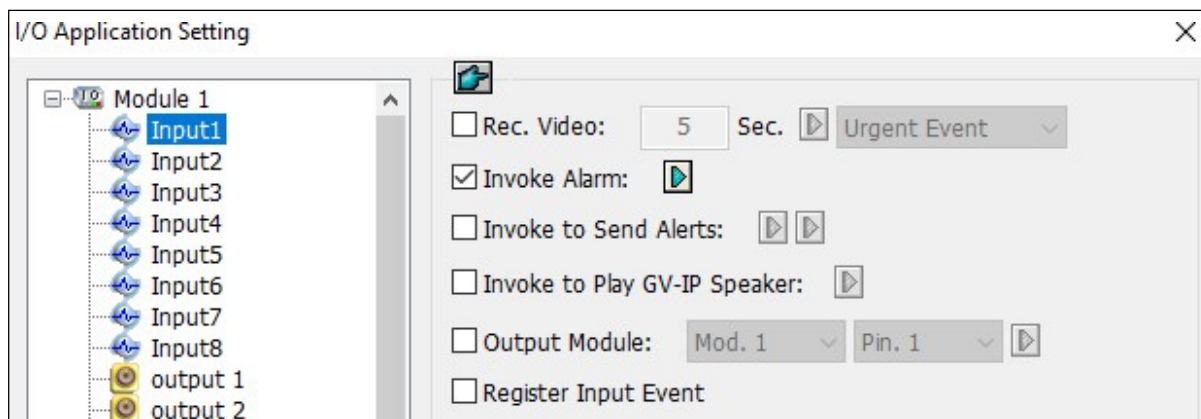 I/O Application Setting
Module 1
Input1
Input2
Input3
Input4
Input5
Input6
Input7
Input8
output 1
output 2
Rec. Video: 5 Sec. Urgent Event
Invoke Alarm:
Invoke to Send Alerts:
Invoke to Play GV-IP Speaker:
Output Module: Mod. 1 Pin. 1
Register Input Event